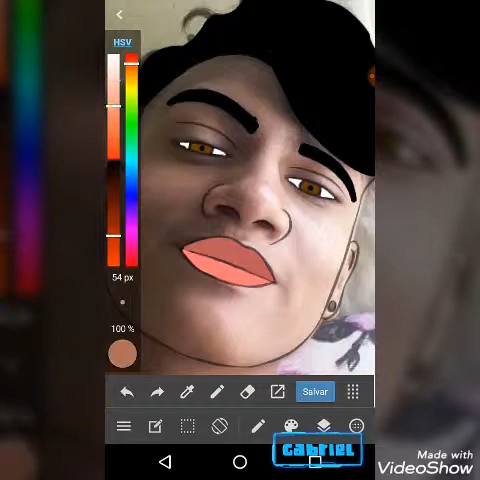 HSV
54 px
100 %
Salvar
GABRIEL
Made with
VideoShow